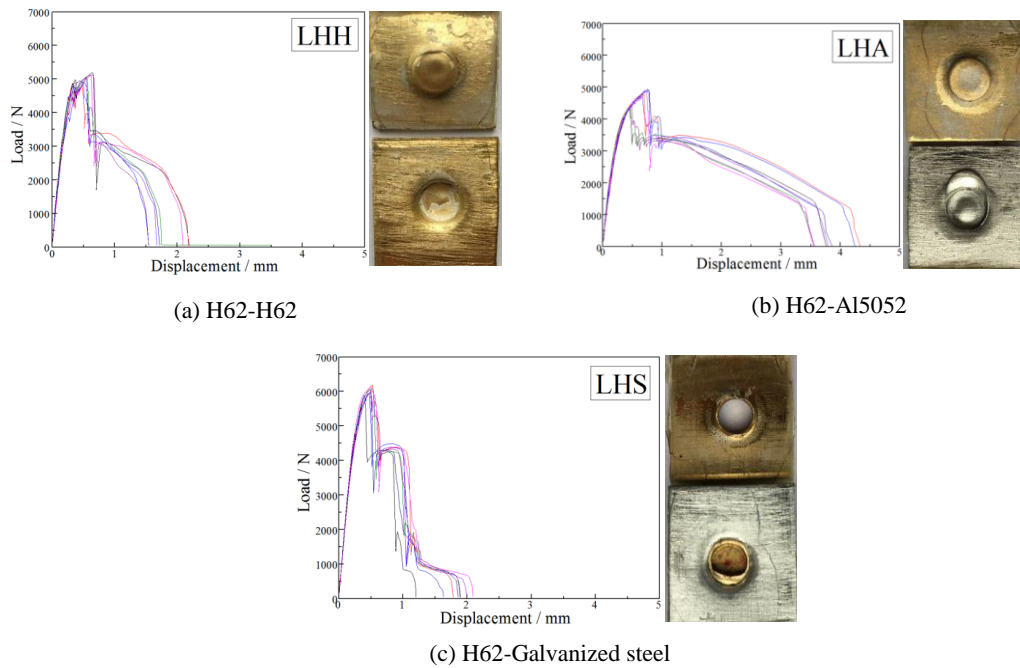 7000
6000
5000
4000
3000
2000
1000
0
Load / N
LHH
0 1 2 3 4 5
Displacement / mm
(a) H62-H62
7000
6000
5000
4000
3000
2000
1000
0
Load / N
LHA
0 1 2 3 4 5
Displacement / mm
(b) H62-Al5052
7000
6000
5000
4000
3000
2000
1000
0
Load / N
LHS
0 1 2 3 4 5
Displacement / mm
(c) H62-Galvanized steel